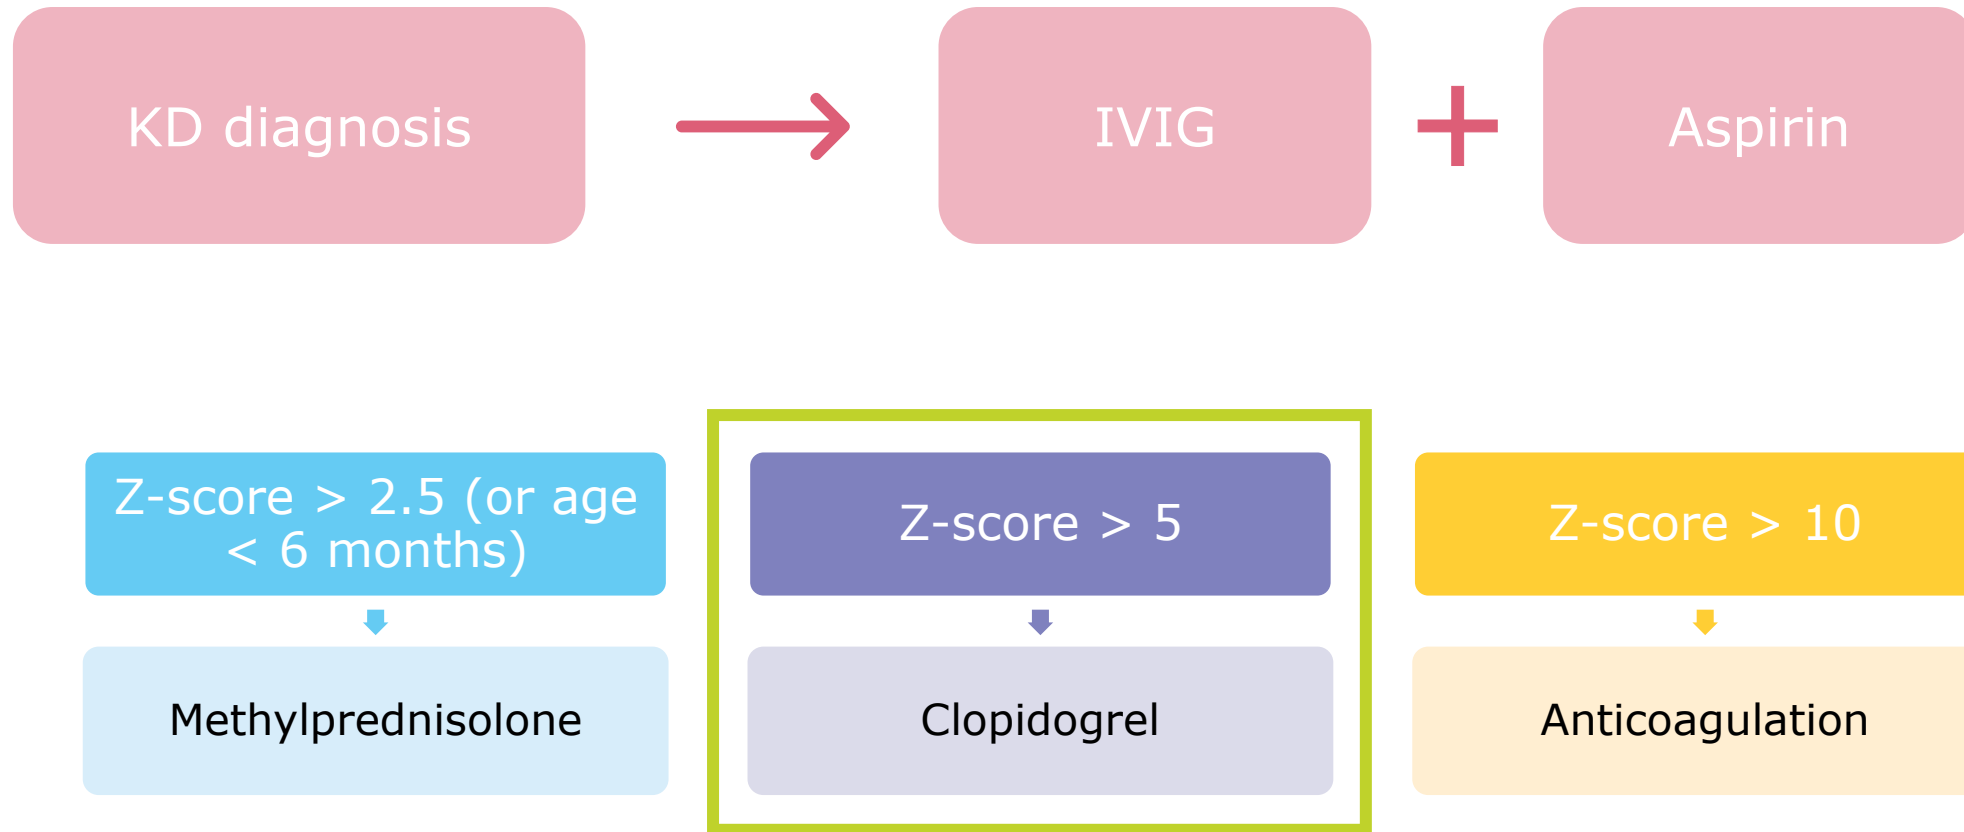 KD diagnosis
IVIG
+
Aspirin
Z-score > 2.5 (or age
< 6 months)
Z-score > 5
Z-score > 10
Methylprednisolone
Clopidogrel
Anticoagulation